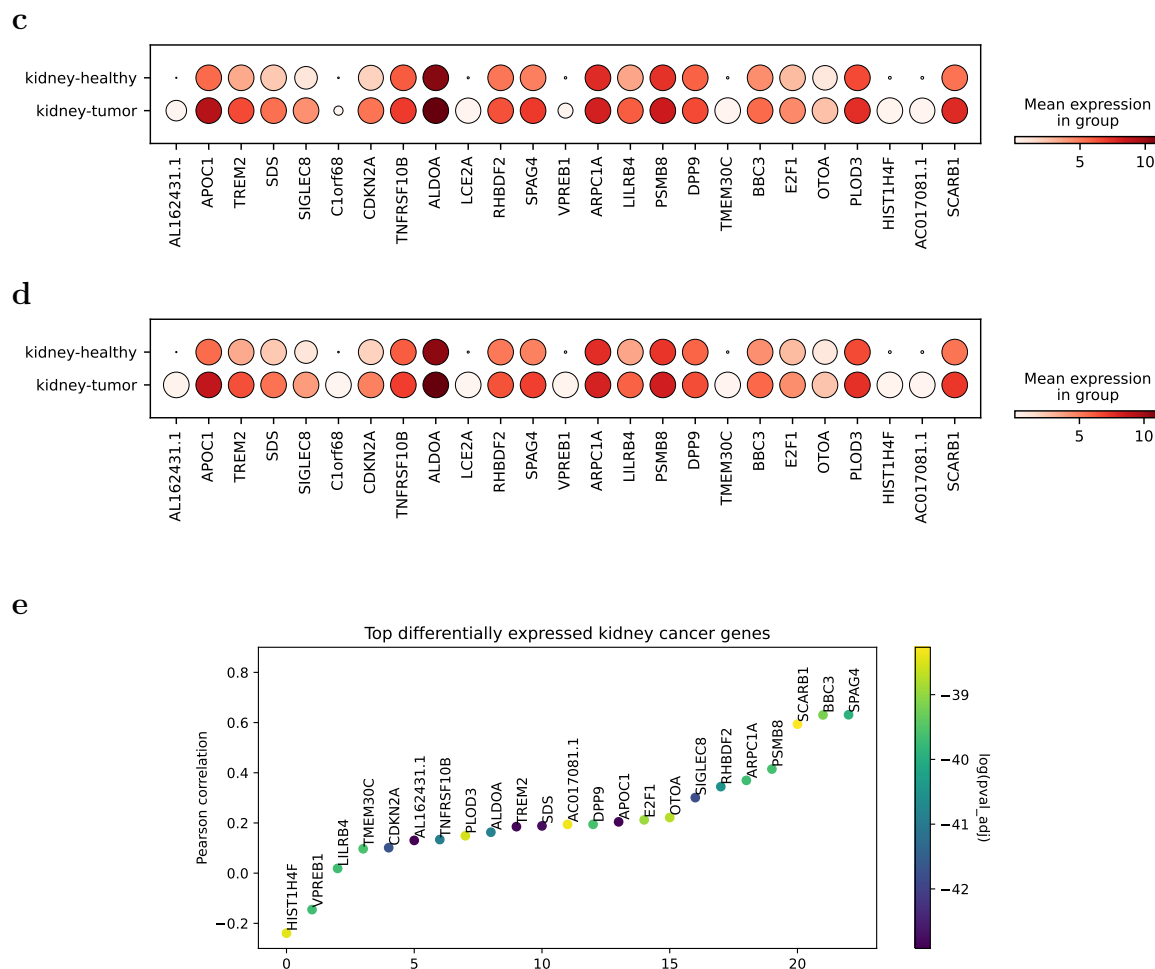 c
kidney-healthy
kidney-tumor
AL162431.1 APOC1 TREM2 SDS SIGLEC8 C1orf68 CDKN2A TNFRSF10B ALDOA LCE2A RHBDF2 SPAG4 VPREB1 ARPC1A LILRB4 PSMB8 DPP9 TMEM30C BBC3 E2F1 OTOA PLOD3 HIST1H4F AC017081.1 SCARB1
Mean expression
in group
5 10
d
kidney-healthy
kidney-tumor
AL162431.1 APOC1 TREM2 SDS SIGLEC8 C1orf68 CDKN2A TNFRSF10B ALDOA LCE2A RHBDF2 SPAG4 VPREB1 ARPC1A LILRB4 PSMB8 DPP9 TMEM30C BBC3 E2F1 OTOA PLOD3 HIST1H4F AC017081.1 SCARB1
Mean expression
in group
5 10
e
Top differentially expressed kidney cancer genes
Pearson correlation
0.8
0.6
0.4
0.2
0.0
−0.2
HIST1H4F
VPREB1
LILRB4
TMEM30C
CDKN2A
AL162431.1
TNFRSF10B
PLOD3
ALDOA
TREM2
SDS
AC017081.1
DPP9
APOC1
E2F1
OTOA
SIGLEC8
RHBDF2
ARPC1A
PSMB8
SCARB1
BBC3
SPAG4
0 5 10 15 20
−39
−40
−41
−42
log(pval_adj)